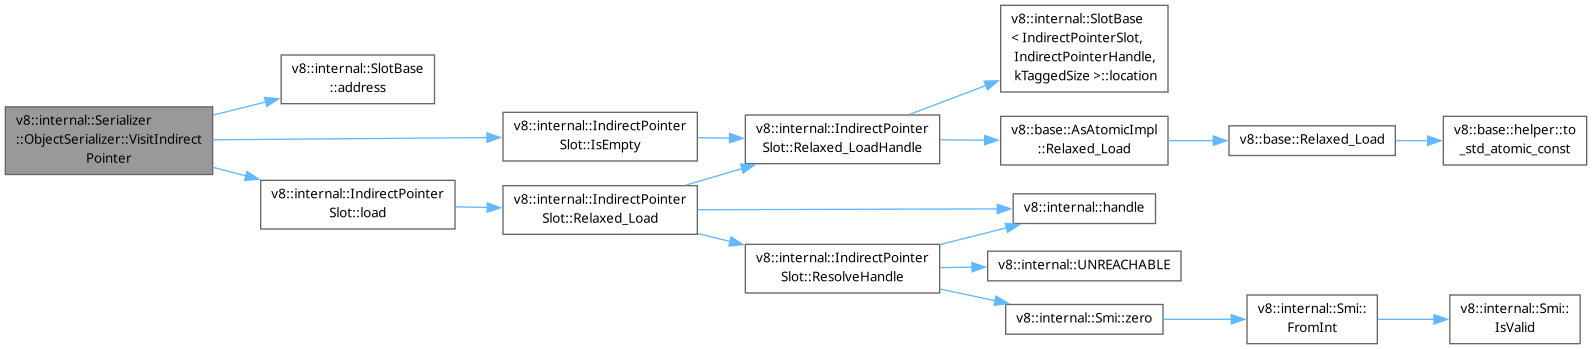 v8::internal::Serializer
::ObjectSerializer::VisitIndirect
Pointer
v8::internal::SlotBase
::address
v8::internal::IndirectPointer
Slot::IsEmpty
v8::internal::IndirectPointer
Slot::load
v8::internal::IndirectPointer
Slot::Relaxed_Load
v8::internal::IndirectPointer
Slot::Relaxed_LoadHandle
v8::internal::IndirectPointer
Slot::ResolveHandle
v8::internal::SlotBase
< IndirectPointerSlot,
IndirectPointerHandle,
kTaggedSize >::location
v8::base::AsAtomicImpl
::Relaxed_Load
v8::internal::handle
v8::internal::UNREACHABLE
v8::internal::Smi::zero
v8::base::Relaxed_Load
v8::internal::Smi::
FromInt
v8::base::helper::to
_std_atomic_const
v8::internal::Smi::
IsValid